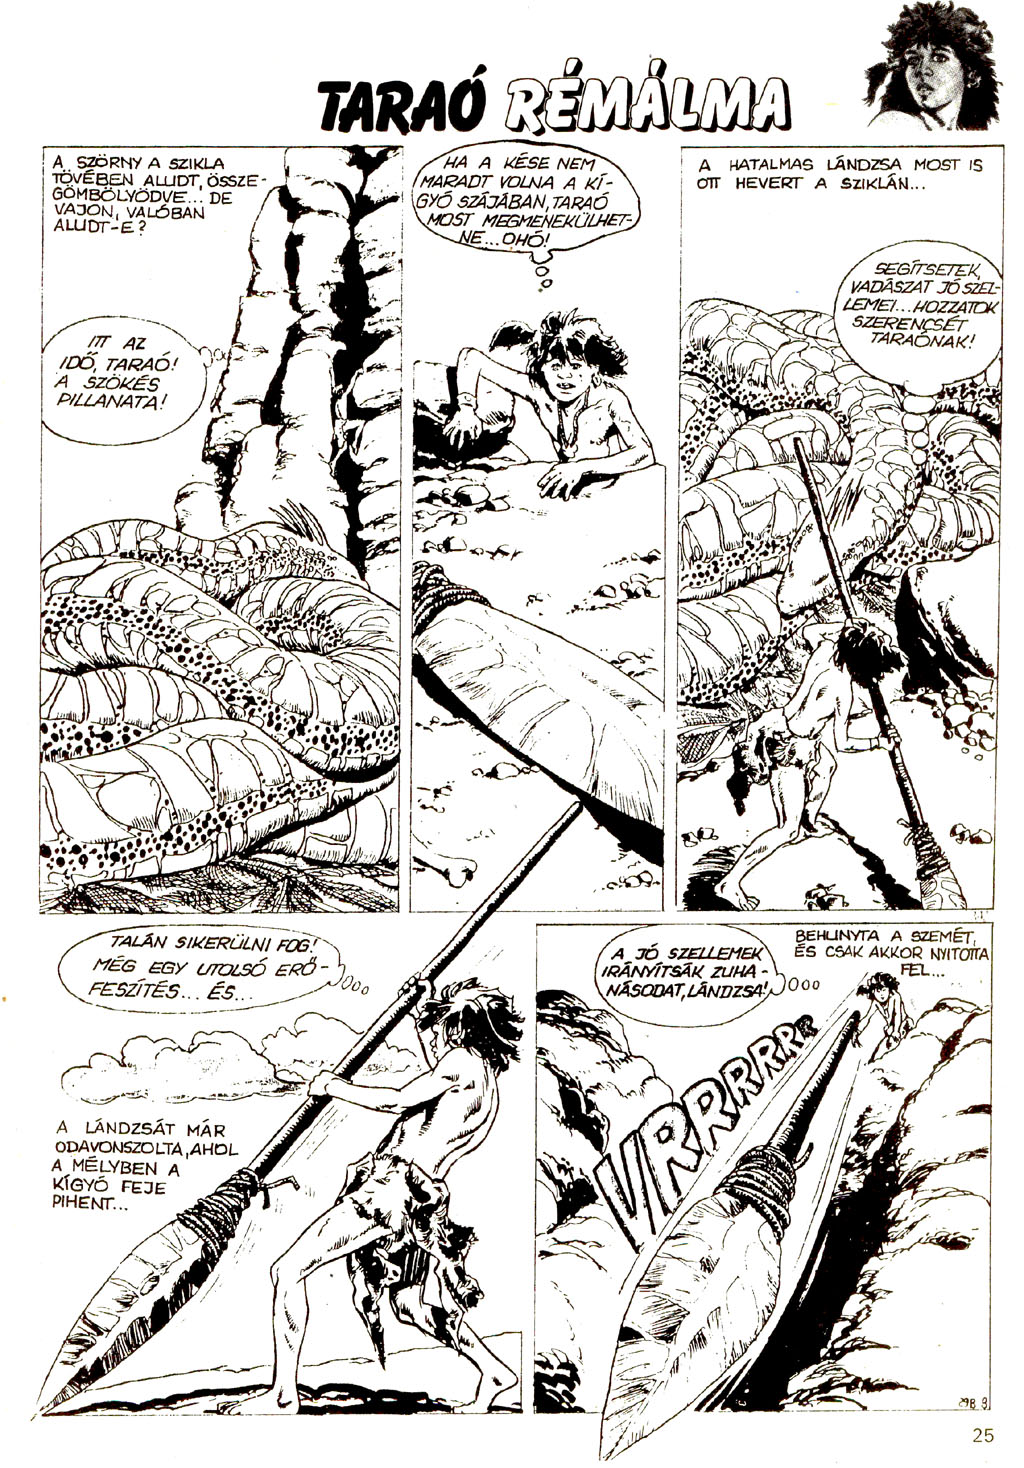 TARAÓ RÉMÁLMA
A SZÖRNY A SZIKLA
TÖVÉBEN ALUDT, ÖSSZE-
GÖMBÖLYÖDVE... DE
VAJON, VALÓBAN
ALUDT-E?
ITT AZ
IDŐ, TARAÓ!
A SZÖKÉS
PILLANATA!
HA A KÉSE NEM
MARADT VOLNA A KÍ-
GYÓ SZÁJÁBAN, TARAÓ
MOST MEGMENEKÜLHET-
NE... OHÓ!
A HATALMAS LÁNDZSA MOST IS
OTT HEVERT A SZIKLÁN...
SEGÍTSETEK,
VADÁSZAT JÓ SZEL-
LEMEI... HOZZATOK
SZERENCSÉT
TARAÓNAK!
TALÁN SIKERÜLNI FOG!
MÉG EGY UTOLSÓ ERŐ-
FESZÍTÉS... ÉS...
A LÁNDZSÁT MÁR
ODAVONSZOLTA, AHOL
A MÉLYBEN A
KÍGYÓ FEJE
PIHENT...
A JÓ SZELLEMEK
IRÁNYÍTSÁK ZUHA-
NÁSODAT, LÁNDZSA!
BEHUNYTA A SZEMÉT,
ÉS CSAK AKKOR NYITOTTA
FEL...
VRRRRRRR
25